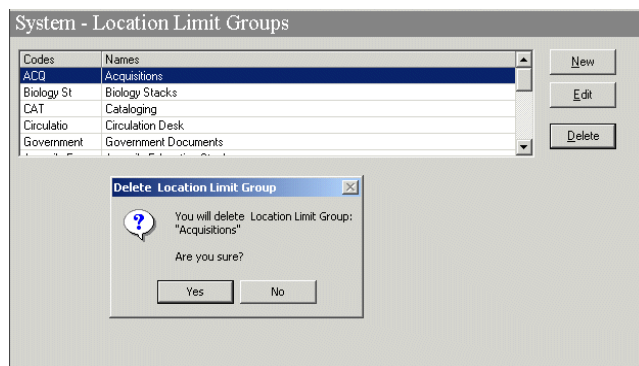 System - Location Limit Groups
Codes Names
New
ACQ Acquisitions
Biology St Biology Stacks
Edit
CAT Cataloging
Circulatio Circulation Desk
Delete
Government Government Documents
Delete Location Limit Group
You will delete Location Limit Group:
"Acquisitions"
Are you sure?
Yes No